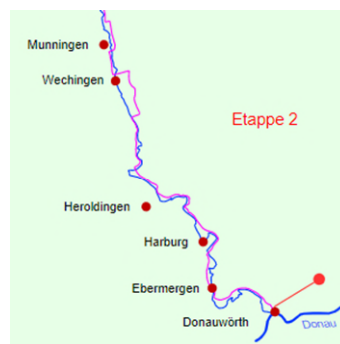 Munningen
Wechingen
Etappe 2
Heroldingen
Harburg
Ebermergen
Donauwörth
Donau